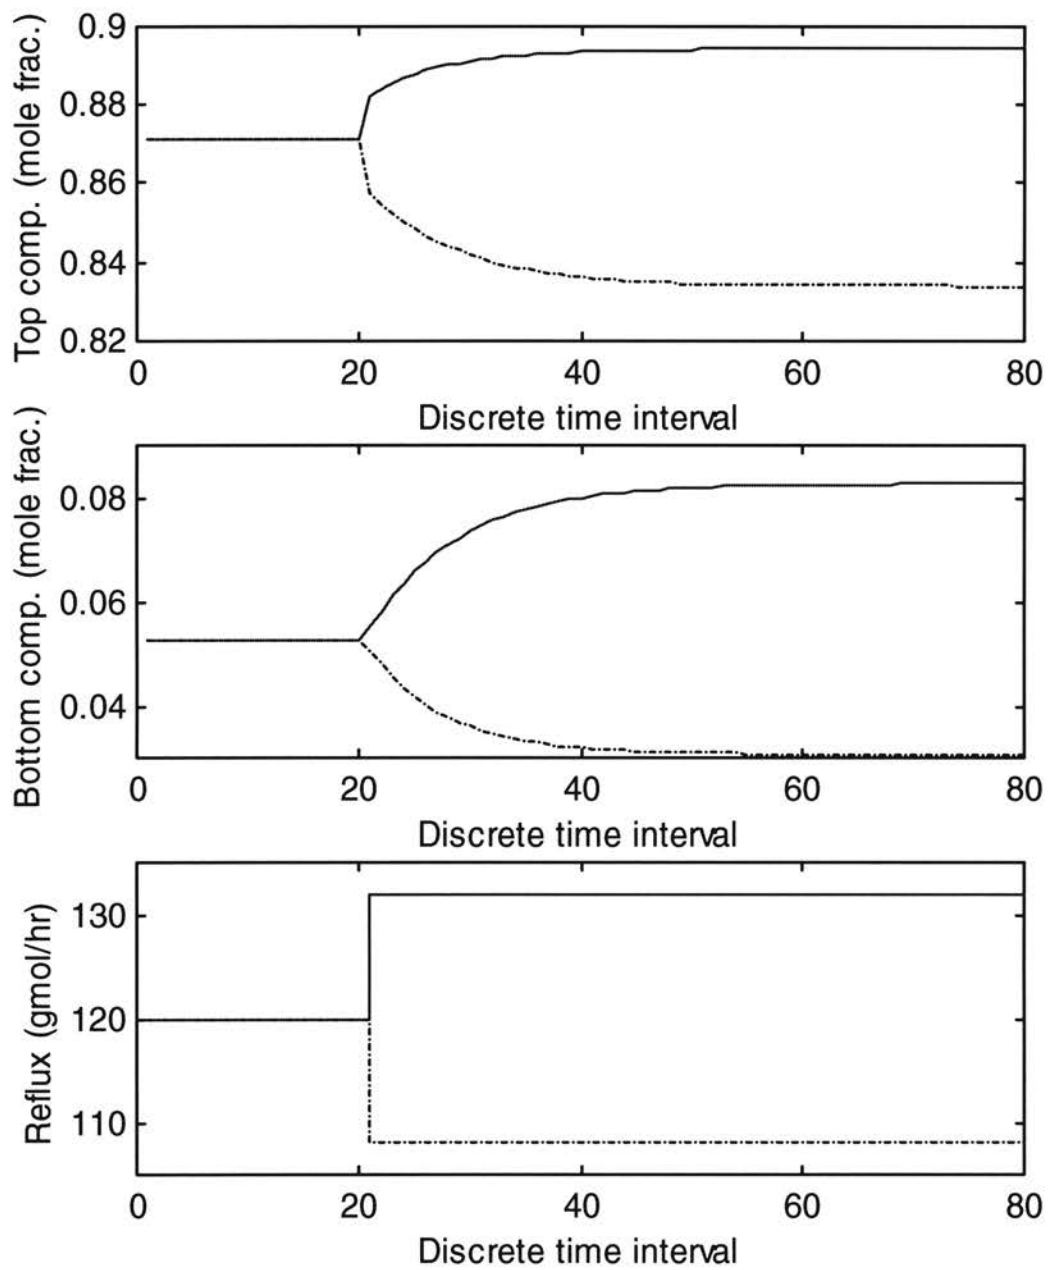 Top comp. (mole frac.)
0.9
0.88
0.86
0.84
0.82
0 20 40 60 80
Discrete time interval
Bottom comp. (mole frac.)
0.08
0.06
0.04
0 20 40 60 80
Discrete time interval
Reflux (gmol/hr)
130
120
110
0 20 40 60 80
Discrete time interval